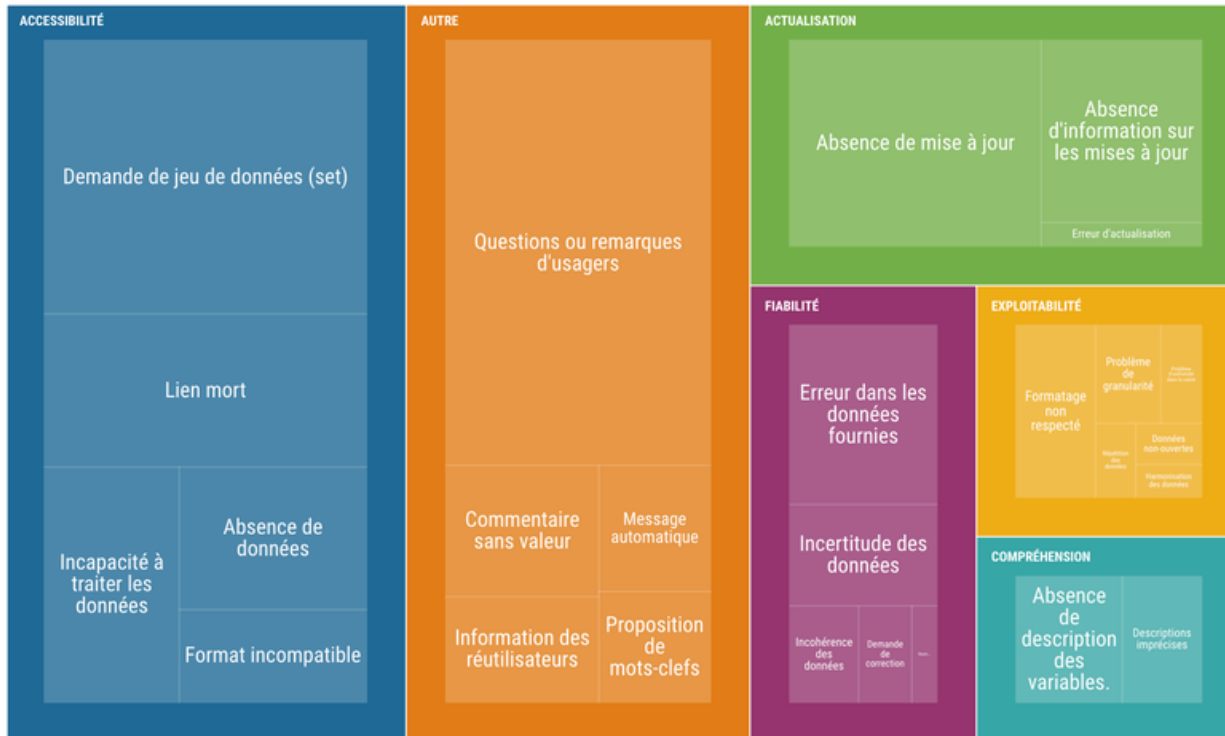 ACCESSIBILITÉ
Demande de jeu de données (set)
Lien mort
Incapacité à
traiter les
données
Absence de
données
Format incompatible
AUTRE
Questions ou remarques
d'usagers
Commentaire
sans valeur
Message
automatique
Information des
réutilisateurs
Proposition
de
mots-clefs
ACTUALISATION
Absence de mise à jour
Absence
d'information sur
les mises à jour
Erreur d'actualisation
FIABILITÉ
Erreur dans les
données
fournies
Incertitude des
données
Incohérence
des
données
Demande
de
correction
EXPLOITABILITÉ
Formatage
non
respecté
Problème
de
granularité
Répétition
des
données
Données
non-ouvertes
Harmonisation
des données
COMPRÉHENSION
Absence
de
description
des
variables.
Descriptions
imprécises